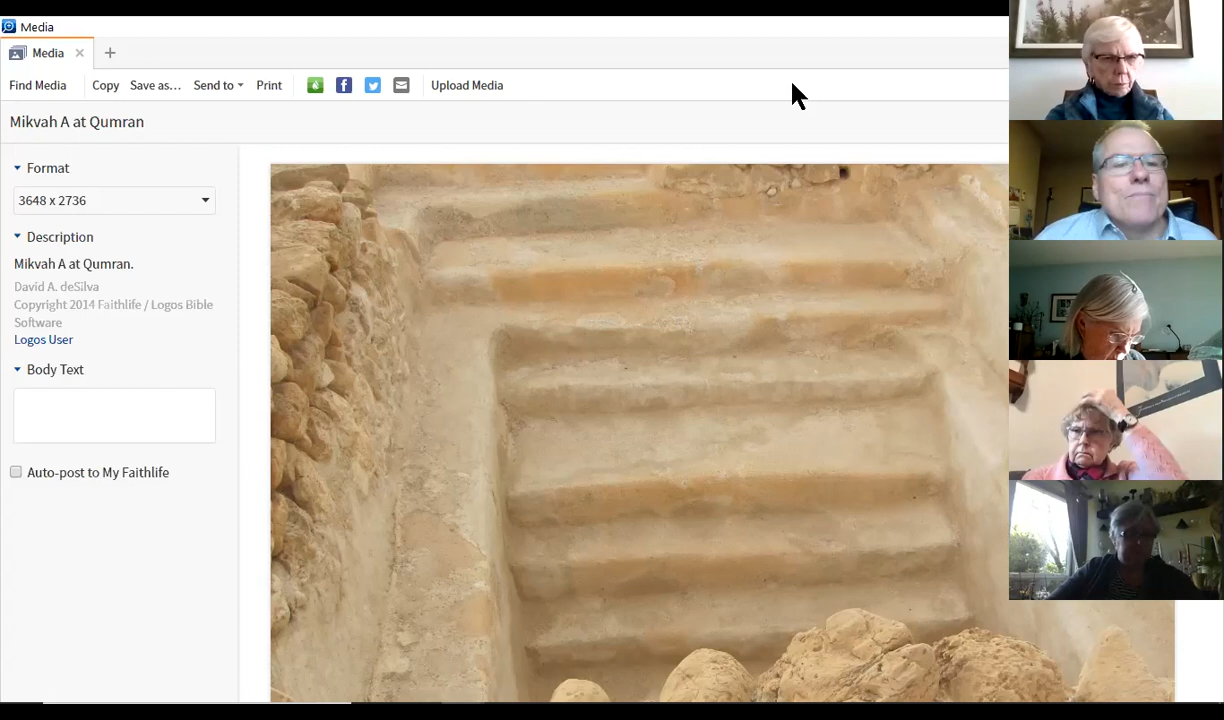 Media
Media
Find Media Copy Save as... Send to Print Upload Media
Mikvah A at Qumran
Format
3648 x 2736
Description
Mikvah A at Qumran.
David A. deSilva
Copyright 2014 Faithlife / Logos Bible
Software
Logos User
Body Text
Auto-post to My Faithlife